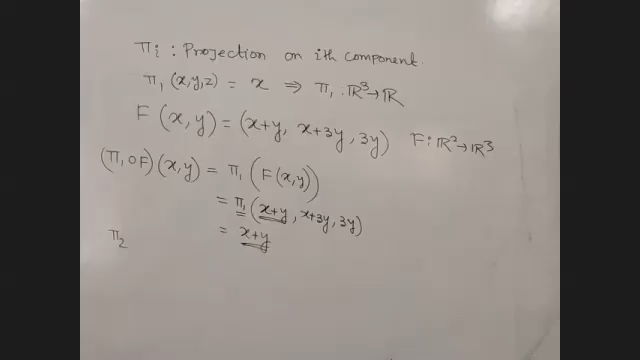 πi : Projection on ith component.
π₁ (x,y,z) = x ⇒ π₁ : ℝ³→ℝ
F (x,y) = (x+y, x+3y, 3y)   F: ℝ²→ℝ³
(π₁∘F)(x,y) = π₁ (F(x,y))
= π₁ (x+y, x+3y, 3y)
= x+y
π₂